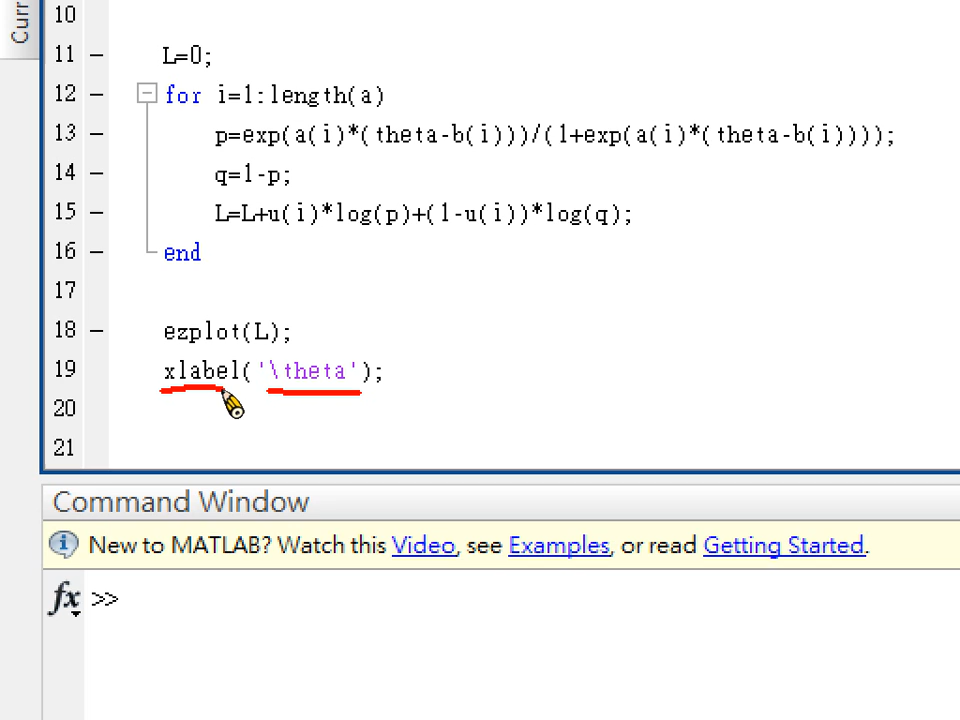 Curr
10
11 – L=0;
12 – for i=1:length(a)
13 – p=exp(a(i)*(theta-b(i)))/(1+exp(a(i)*(theta-b(i))));
14 – q=1-p;
15 – L=L+u(i)*log(p)+(1-u(i))*log(q);
16 – end
17
18 – ezplot(L);
19 xlabel('\theta');
20
21
Command Window
New to MATLAB? Watch this Video, see Examples, or read Getting Started.
fx >>